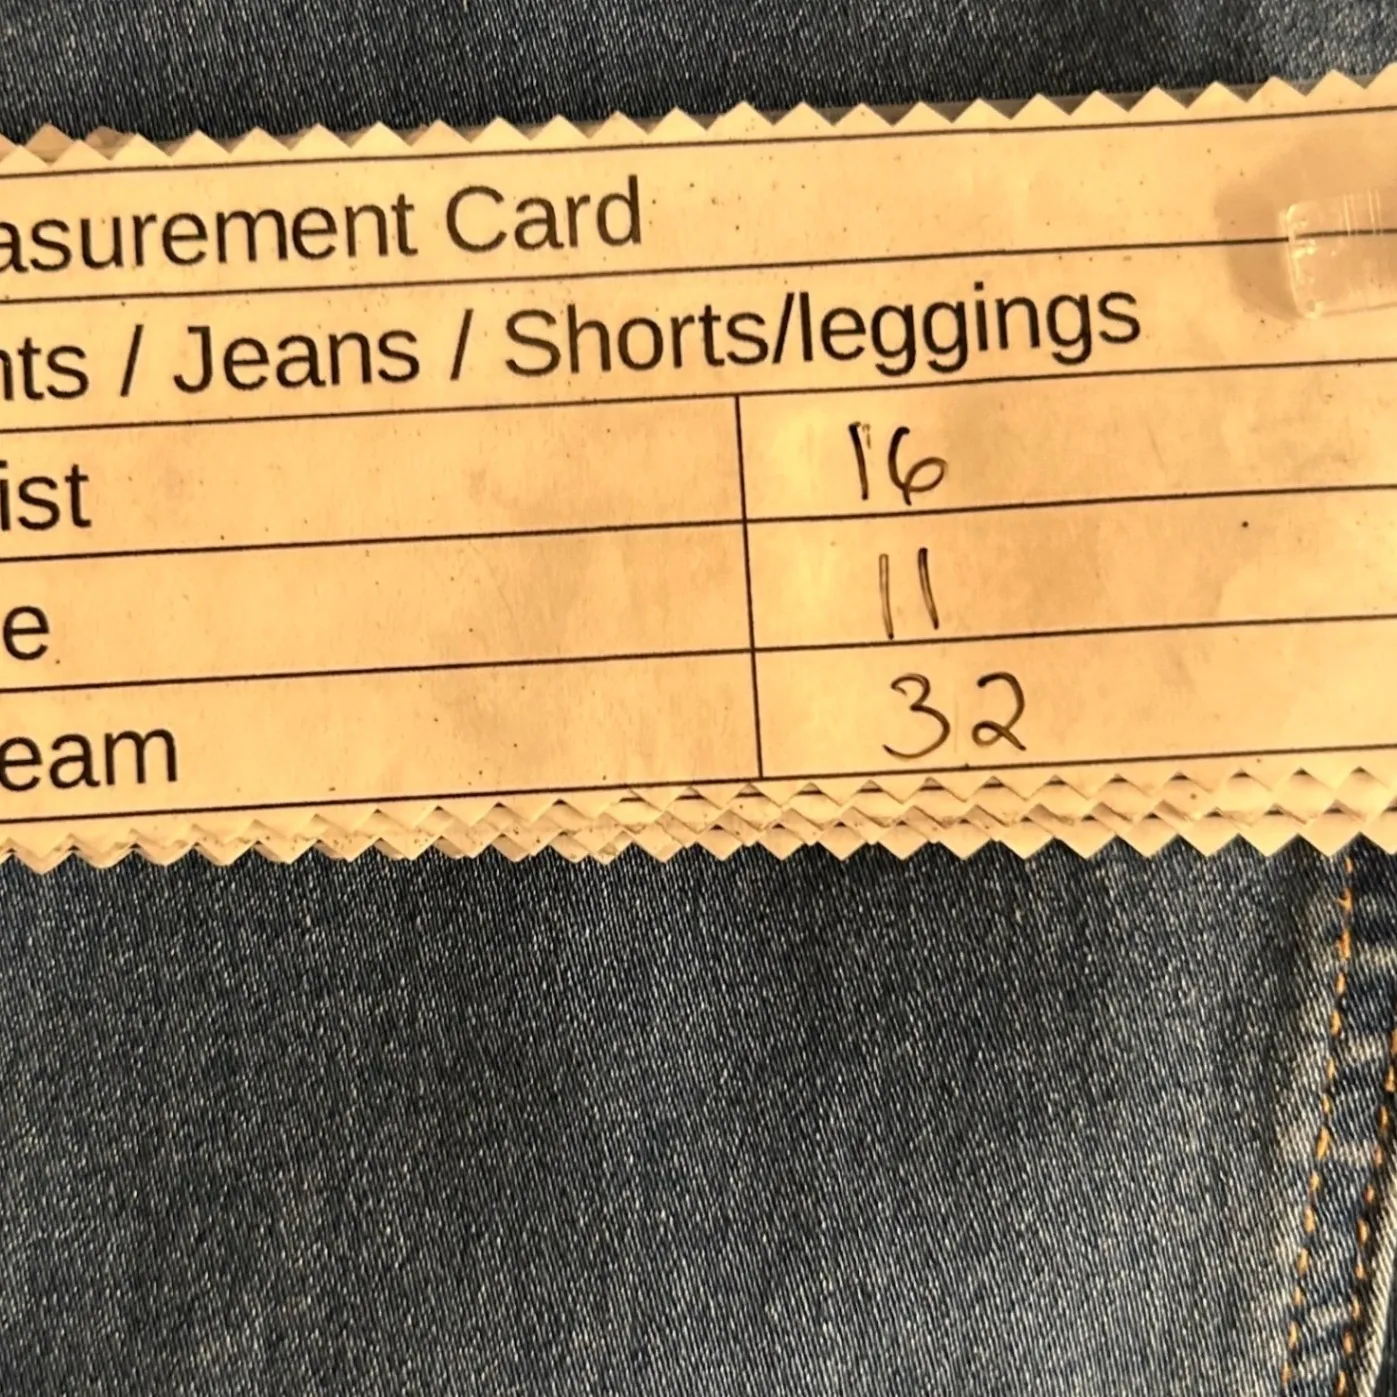 asurement Card
nts / Jeans / Shorts/leggings
ist 16
e 11
eam 32